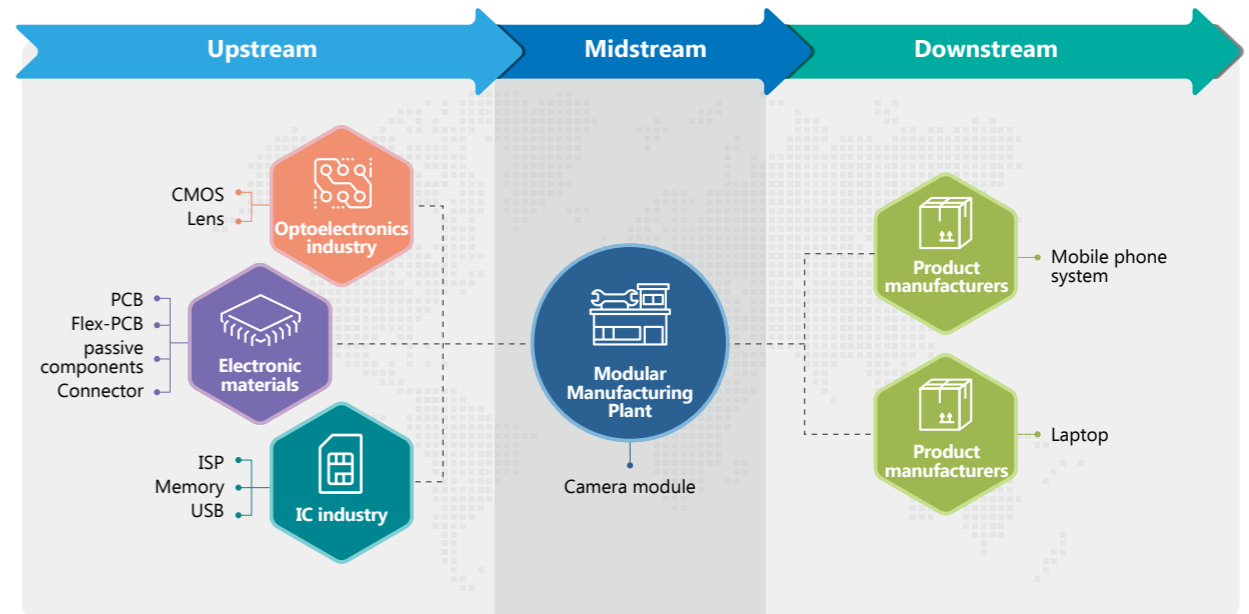 Upstream
Midstream
Downstream
CMOS
Lens
Optoelectronics
industry
PCB
Flex-PCB
passive
components
Connector
Electronic
materials
ISP
Memory
USB
IC industry
Modular
Manufacturing
Plant
Camera module
Product
manufacturers
Mobile phone
system
Product
manufacturers
Laptop